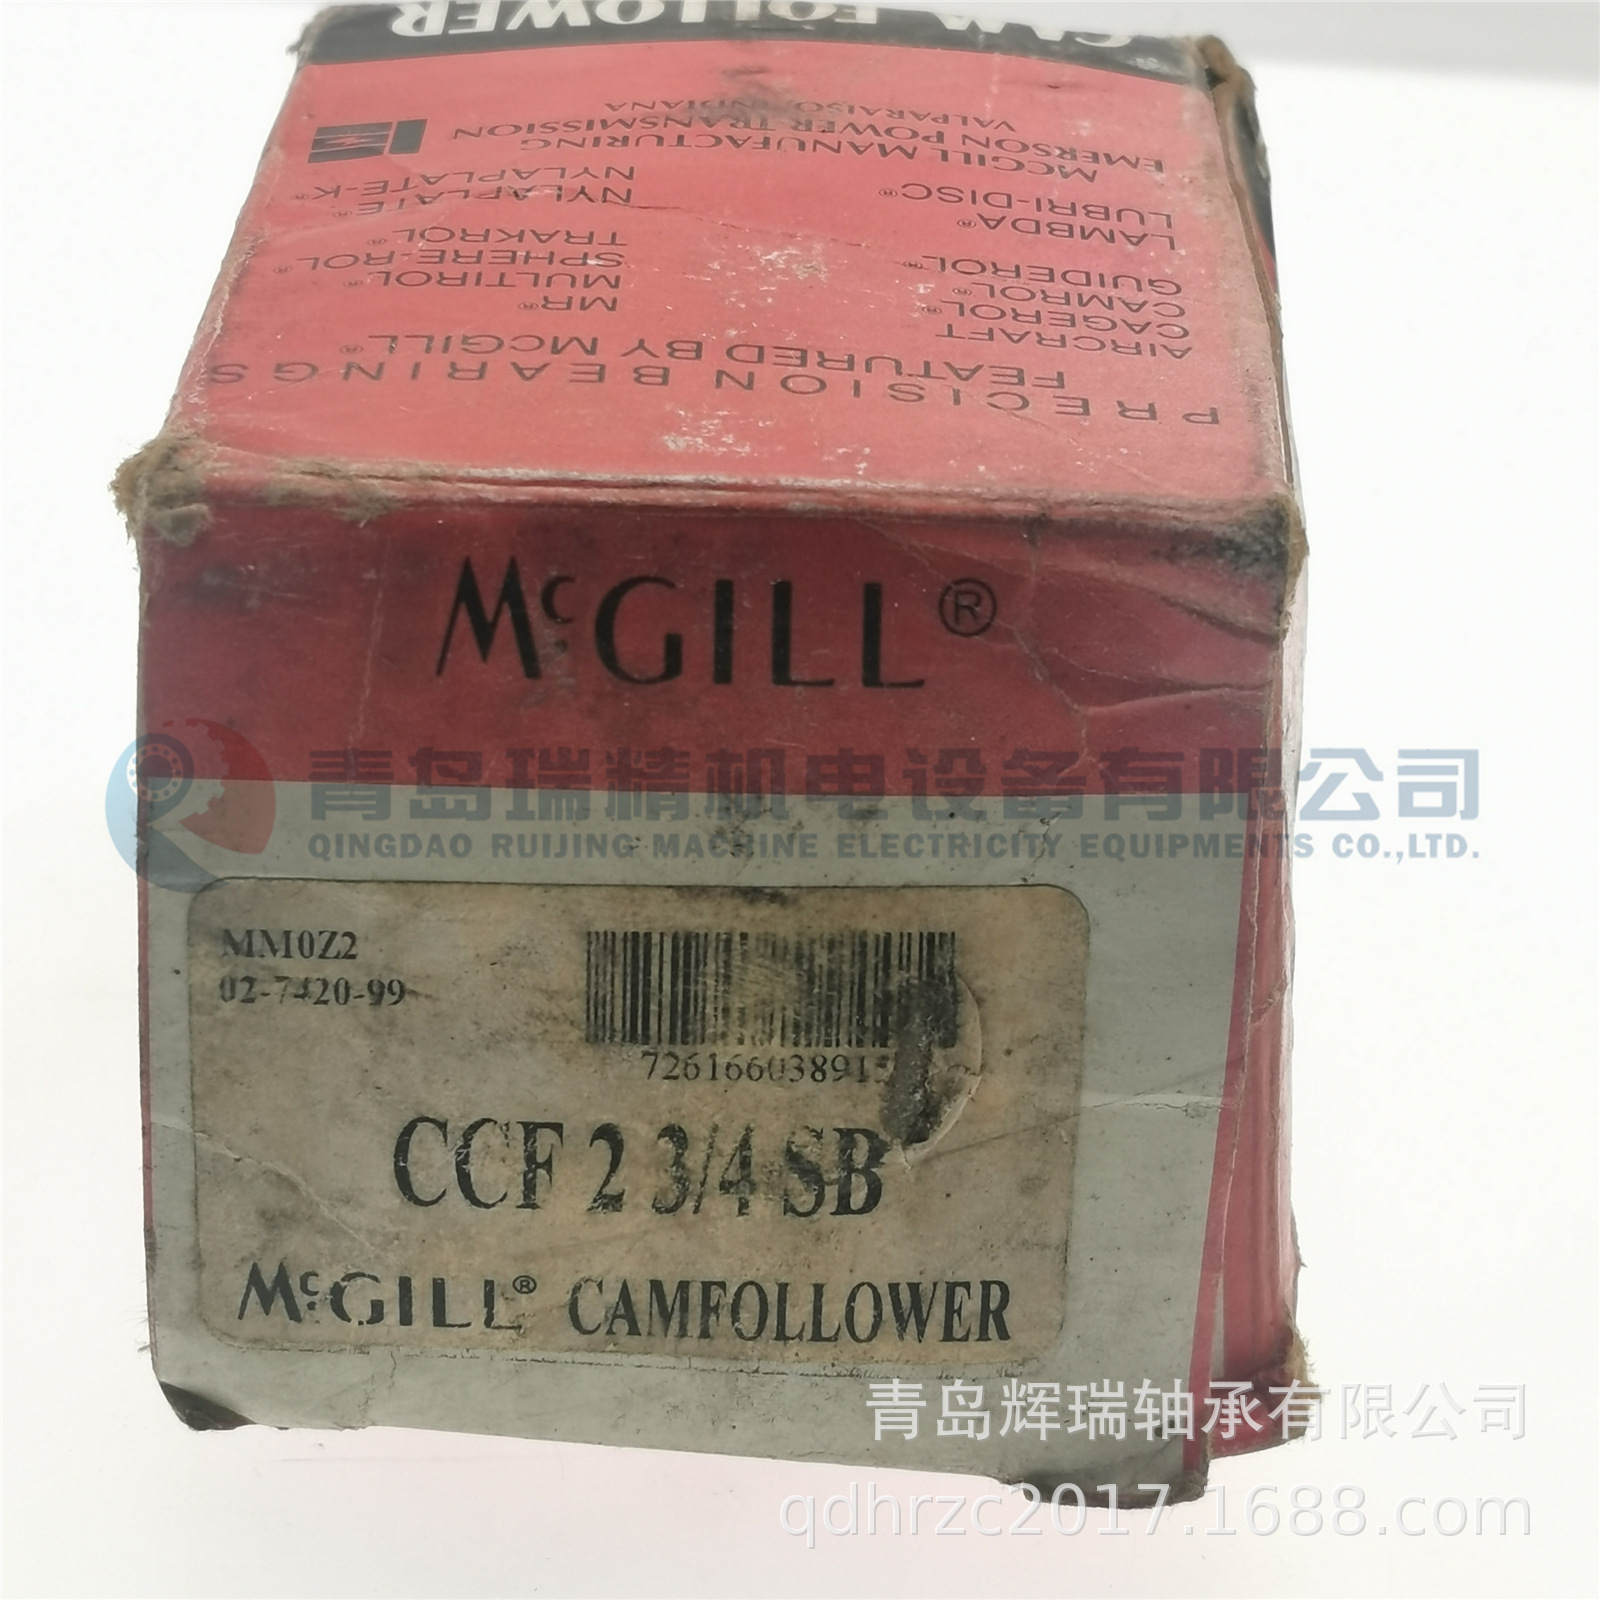 CAM FOLLOWER
VALPARAISO, INDIANA
EMERSON POWER TRANSMISSION
MCGILL MANUFACTURING
NYLAPLATE-K®
NYLAPLATE®
LUBRI-DISC®
LAMBDA®
TRAKROL®
SPHERE-ROL®
GUIDEROL®
MULTIROL®
CAMROL®
MR®
CAGEROL®
AIRCRAFT
FEATURED BY McGILL®
PRECISION BEARINGS
McGILL®
青岛瑞精机电设备有限公司
QINGDAO RUIJING MACHINE ELECTRICITY EQUIPMENTS CO.,LTD.
MM0Z2
02-7420-99
CCF 2 3/4 SB
McGILL® CAMFOLLOWER
青岛辉瑞轴承有限公司
qdhrzc2017.1688.com